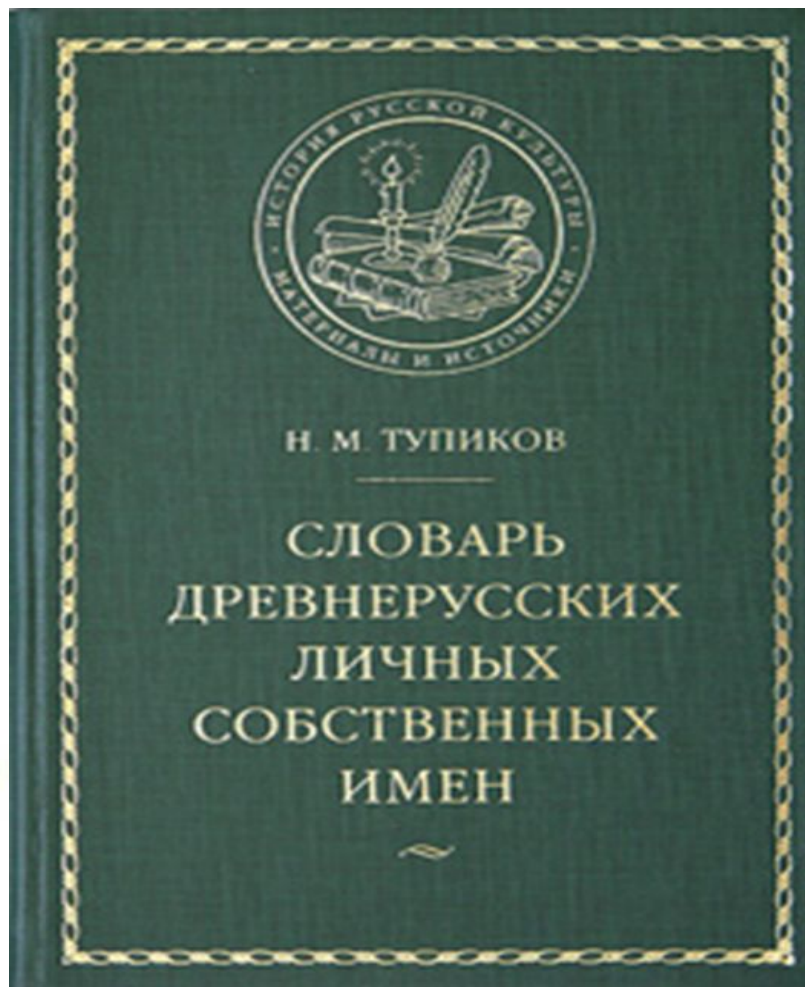 · ИСТОРИЯ РУССКОЙ КУЛЬТУРЫ ·
МАТЕРИАЛЫ И ИСТОЧНИКИ
Н. М. ТУПИКОВ
СЛОВАРЬ
ДРЕВНЕРУССКИХ
ЛИЧНЫХ
СОБСТВЕННЫХ
ИМЕН